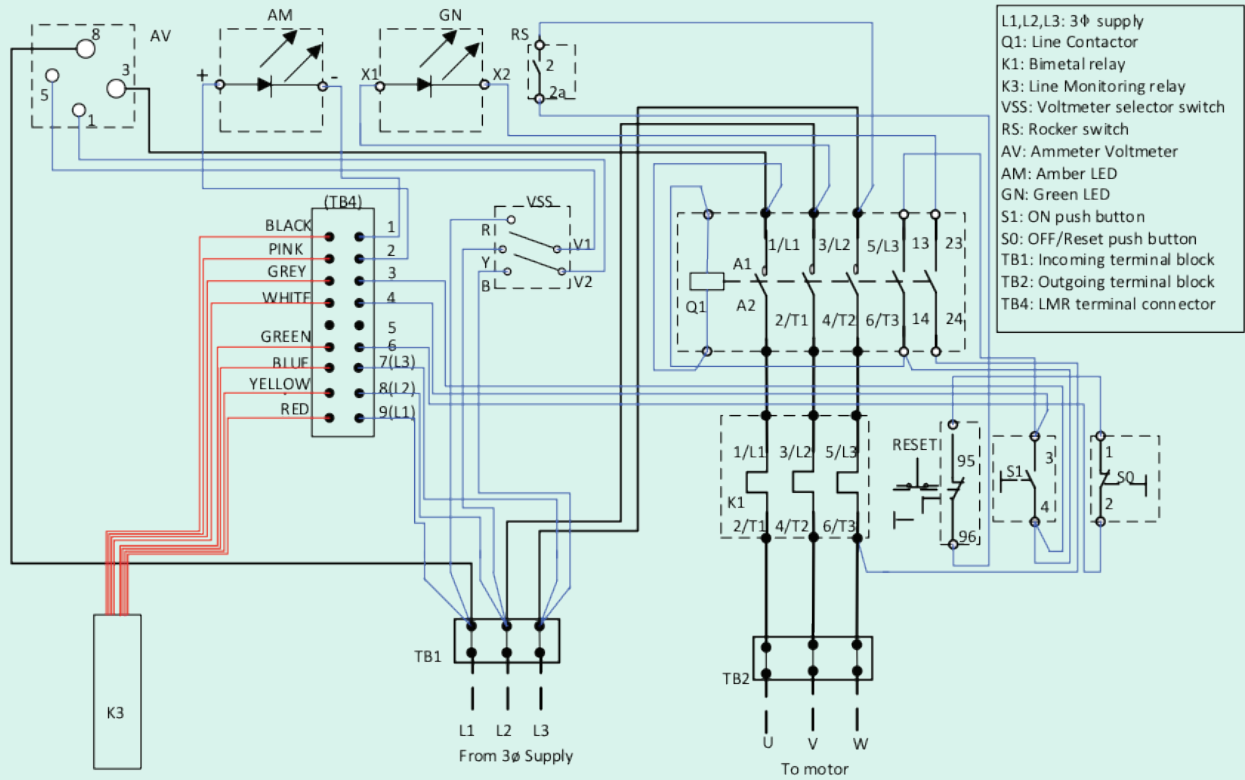 AV
8
3
5
1
AM
+
-
GN
X1
X2
RS
2
2a
L1,L2,L3: 3Φ supply
Q1: Line Contactor
K1: Bimetal relay
K3: Line Monitoring relay
VSS: Voltmeter selector switch
RS: Rocker switch
AV: Ammeter Voltmeter
AM: Amber LED
GN: Green LED
S1: ON push button
S0: OFF/Reset push button
TB1: Incoming terminal block
TB2: Outgoing terminal block
TB4: LMR terminal connector
(TB4)
BLACK 1
PINK 2
GREY 3
WHITE 4
5
GREEN 6
BLUE 7(L3)
YELLOW 8(L2)
RED 9(L1)
VSS
R
Y
B
V1
V2
1/L1 3/L2 5/L3 13 23
A1
A2
Q1
2/T1 4/T2 6/T3 14 24
1/L1 3/L2 5/L3
K1
2/T1 4/T2 6/T3
RESET
95
96
S1
3
4
1
S0
2
TB1
L1 L2 L3
From 3ø Supply
K3
TB2
U V W
To motor